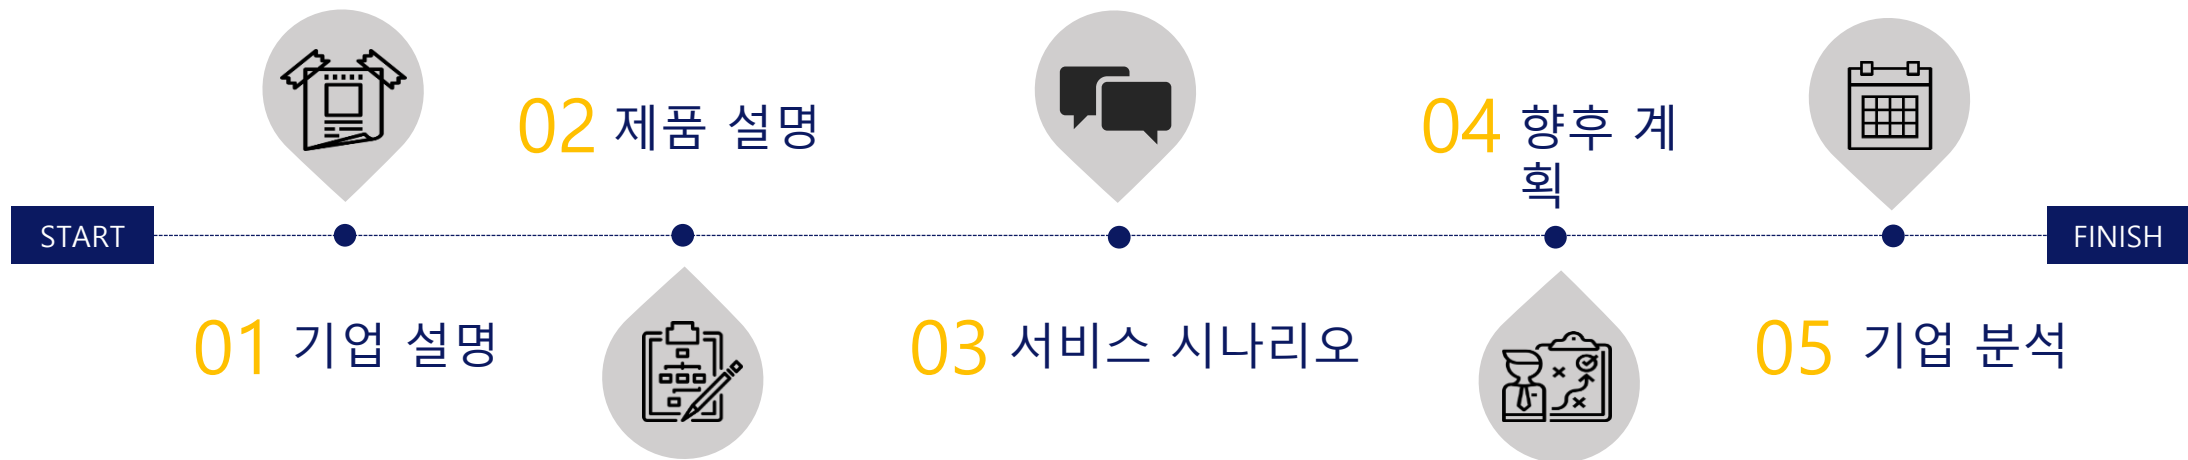 START
01 기업 설명
02 제품 설명
03 서비스 시나리오
04 향후 계
획
05 기업 분석
FINISH